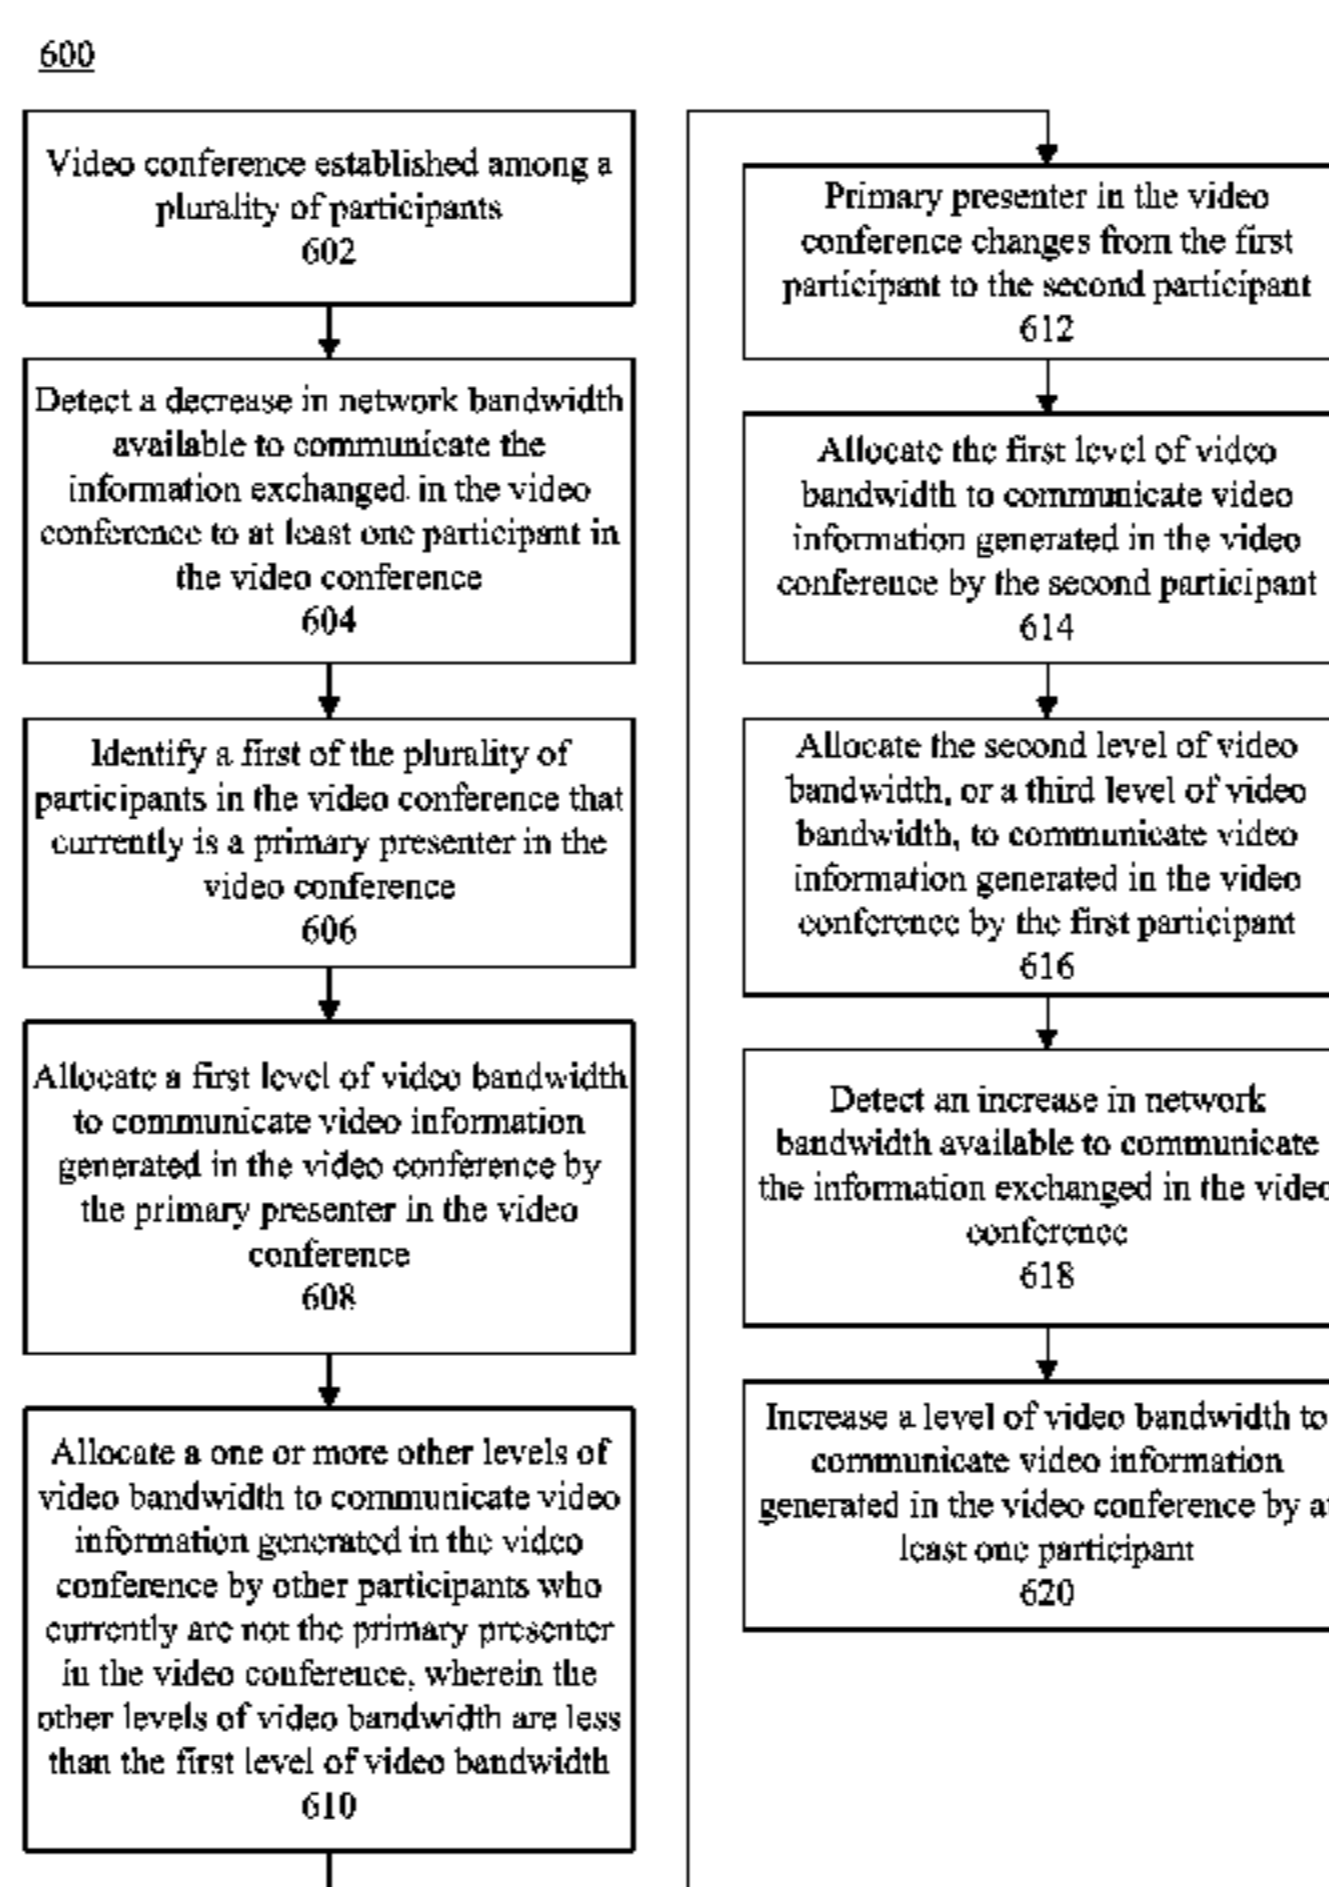 600
Video conference established among a
plurality of participants
602
Detect a decrease in network bandwidth
available to communicate the
information exchanged in the video
conference to at least one participant in
the video conference
604
Identify a first of the plurality of
participants in the video conference that
currently is a primary presenter in the
video conference
606
Allocate a first level of video bandwidth
to communicate video information
generated in the video conference by
the primary presenter in the video
conference
608
Allocate a one or more other levels of
video bandwidth to communicate video
information generated in the video
conference by other participants who
currently are not the primary presenter
in the video conference, wherein the
other levels of video bandwidth are less
than the first level of video bandwidth
610
Primary presenter in the video
conference changes from the first
participant to the second participant
612
Allocate the first level of video
bandwidth to communicate video
information generated in the video
conference by the second participant
614
Allocate the second level of video
bandwidth, or a third level of video
bandwidth, to communicate video
information generated in the video
conference by the first participant
616
Detect an increase in network
bandwidth available to communicate
the information exchanged in the video
conference
618
Increase a level of video bandwidth to
communicate video information
generated in the video conference by at
least one participant
620